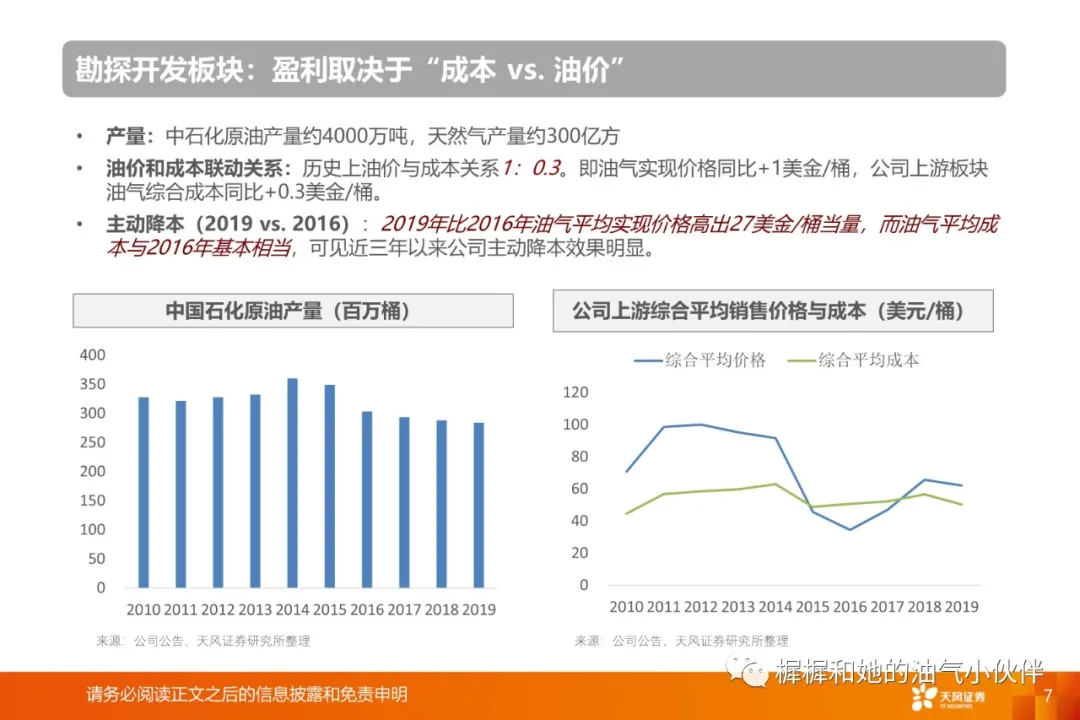 勘探开发板块：盈利取决于“成本 vs. 油价”
• 产量：中石化原油产量约4000万吨，天然气产量约300亿方
• 油价和成本联动关系：历史上油价与成本关系1：0.3。即油气实现价格同比+1美金/桶，公司上游板块
油气综合成本同比+0.3美金/桶。
• 主动降本（2019 vs. 2016）：2019年比2016年油气平均实现价格高出27美金/桶当量，而油气平均成
本与2016年基本相当，可见近三年以来公司主动降本效果明显。
中国石化原油产量（百万桶）
400
350
300
250
200
150
100
50
0
2010 2011 2012 2013 2014 2015 2016 2017 2018 2019
来源：公司公告、天风证券研究所整理
公司上游综合平均销售价格与成本（美元/桶）
综合平均价格 综合平均成本
120
100
80
60
40
20
0
2010 2011 2012 2013 2014 2015 2016 2017 2018 2019
来源：公司公告、天风证券研究所整理
樨樨和她的油气小伙伴
请务必阅读正文之后的信息披露和免责申明
天风证券
7